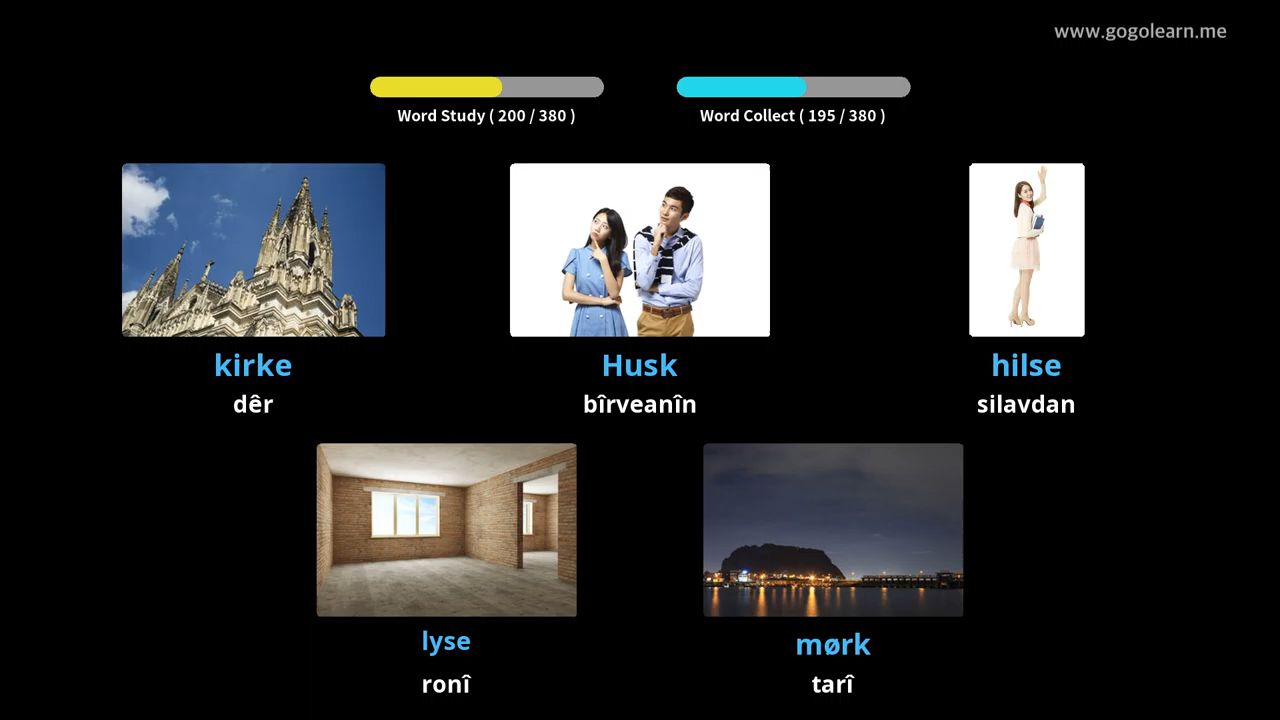 www.gogolearn.me
Word Study ( 200 / 380 )
Word Collect ( 195 / 380 )
kirke
dêr
Husk
bîrveanîn
hilse
silavdan
lyse
ronî
mørk
tarî